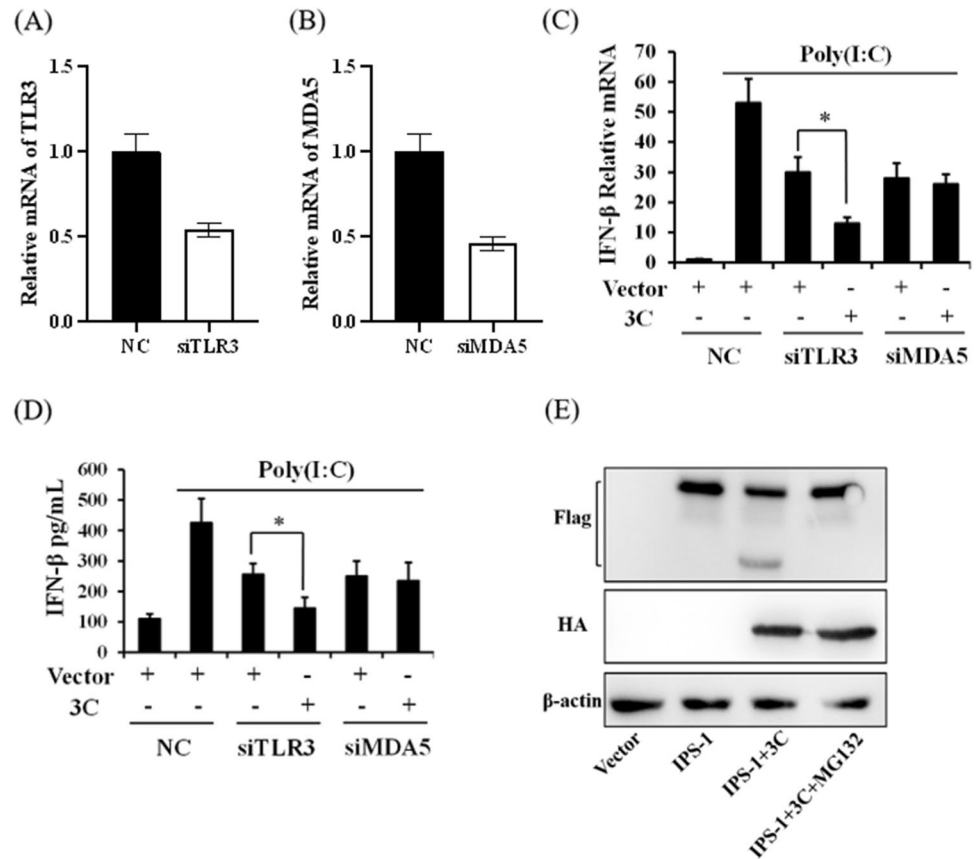 (A)
Relative mRNA of TLR3
1.5
1.0
0.5
0.0
NC siTLR3
(B)
Relative mRNA of MDA5
1.5
1.0
0.5
0.0
NC siMDA5
(C)
Poly(I:C)
IFN-β Relative mRNA
70
60
50
40
30
20
10
0
*
Vector + + + - + -
3C - - - + - +
NC siTLR3 siMDA5
(D)
Poly(I:C)
IFN-β pg/mL
600
500
400
300
200
100
0
*
Vector + + + - + -
3C - - - + - +
NC siTLR3 siMDA5
(E)
Flag
HA
β-actin
Vector
IPS-1
IPS-1+3C
IPS-1+3C+MG132